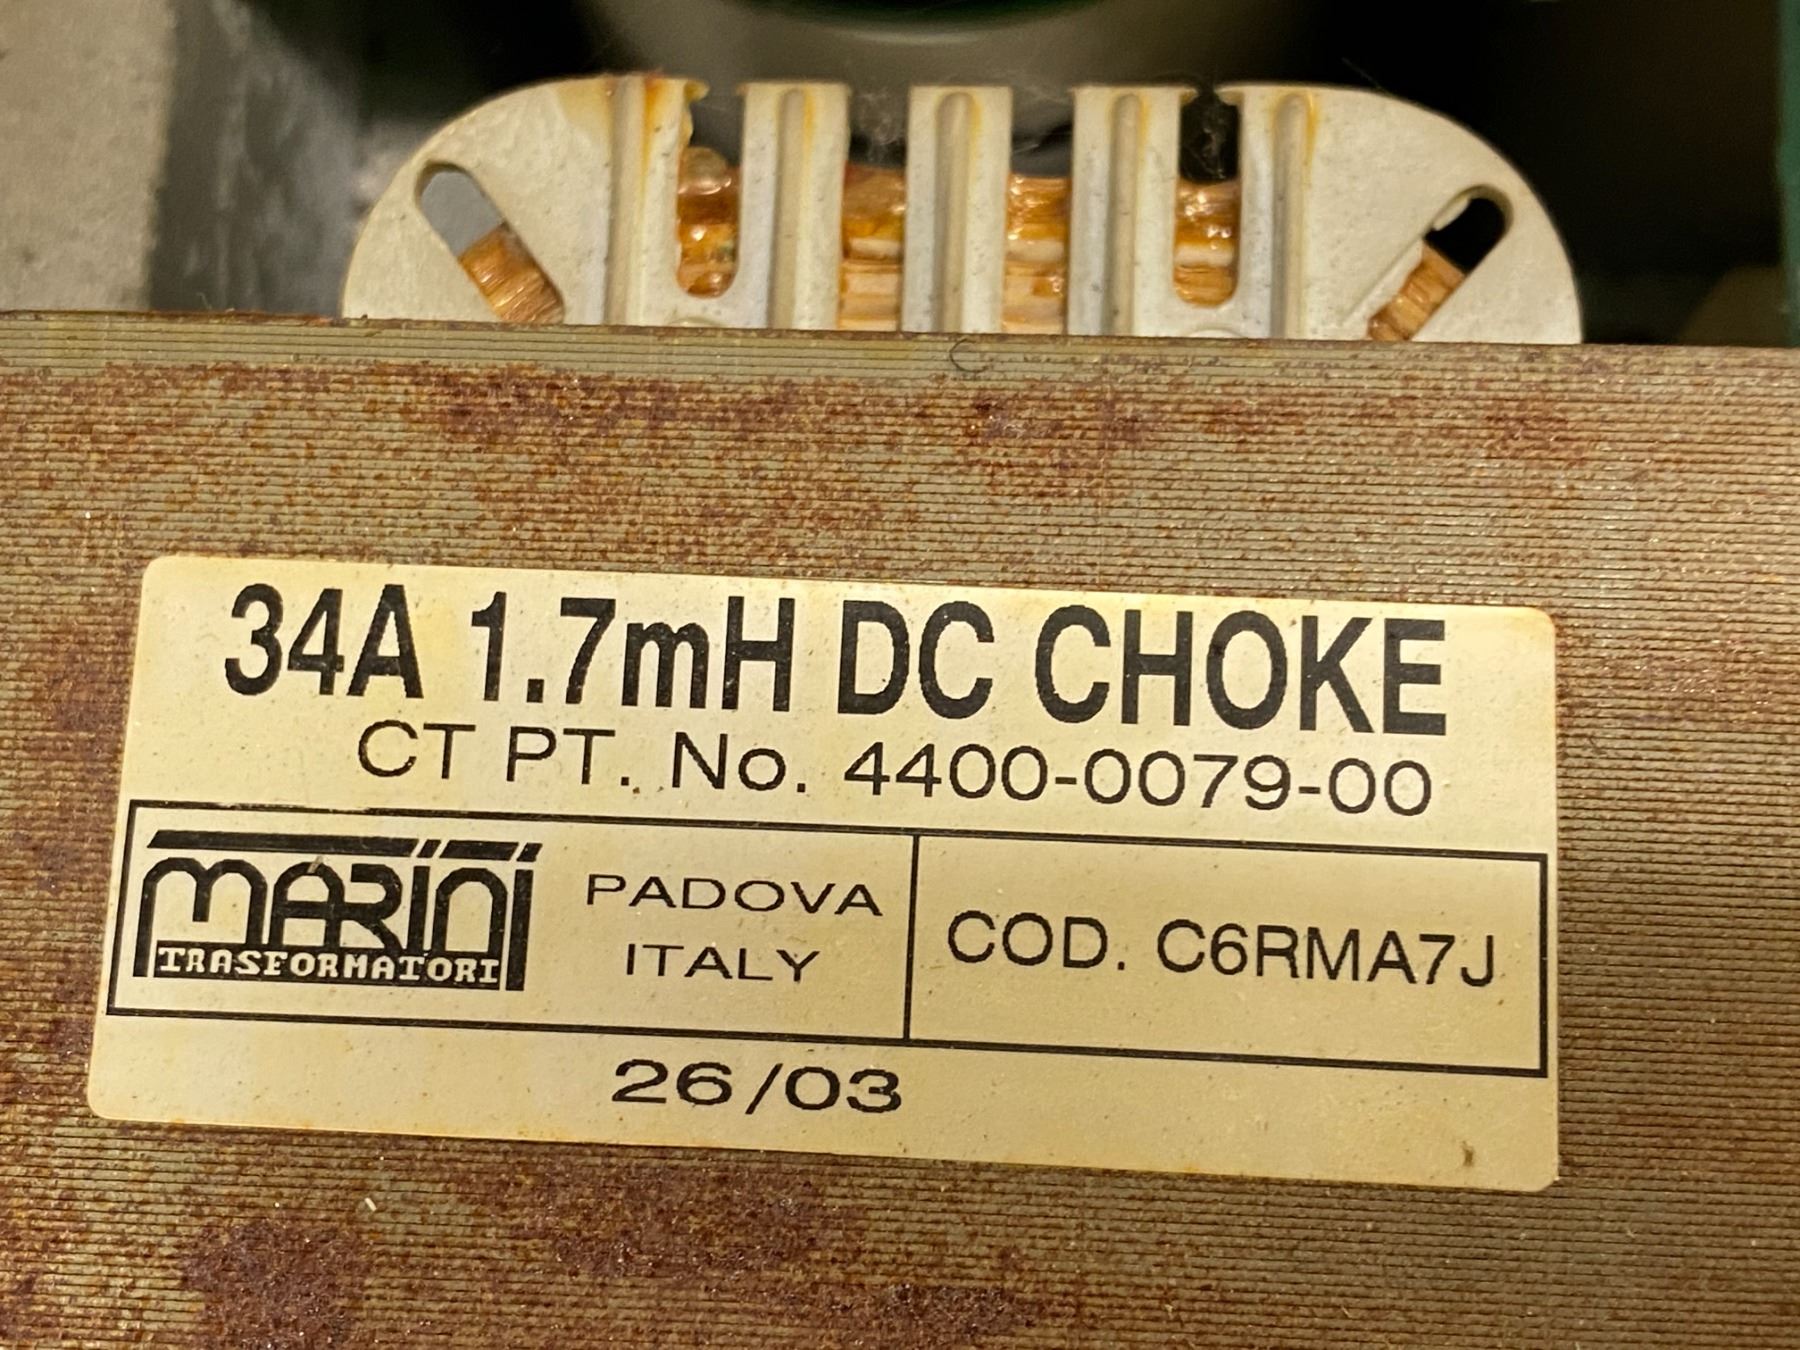 34A 1.7mH DC CHOKE
CT PT. No. 4400-0079-00
MARINI
TRASFORMATORI
PADOVA
ITALY
COD. C6RMA7J
26/03